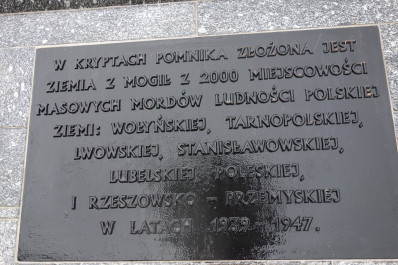 W KRYPTACH POMNIKA ZŁOŻONA JEST
ZIEMIA Z MOGIŁ Z 2000 MIEJSCOWOŚCI
MASOWYCH MORDÓW LUDNOŚCI POLSKIEJ
ZIEMI: WOŁYŃSKIEJ, TARNOPOLSKIEJ,
LWOWSKIEJ, STANISŁAWOWSKIEJ,
LUBELSKIEJ, POLESKIEJ,
I RZESZOWSKO - PRZEMYSKIEJ
W LATACH 1939 - 1947.